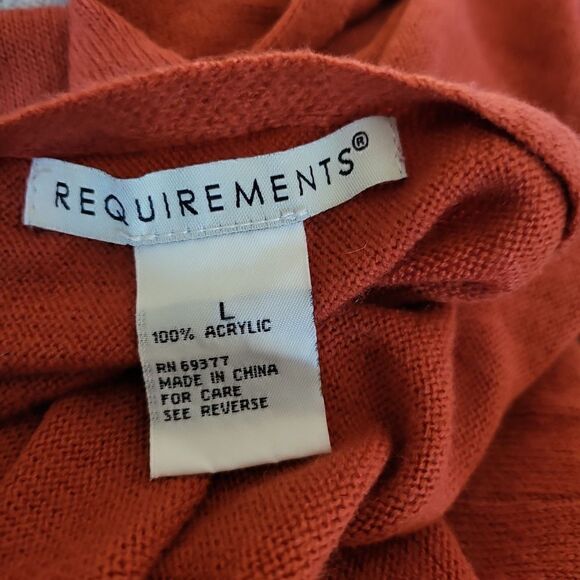 REQUIREMENTS®
L
100% ACRYLIC
RN 69377
MADE IN CHINA
FOR CARE
SEE REVERSE